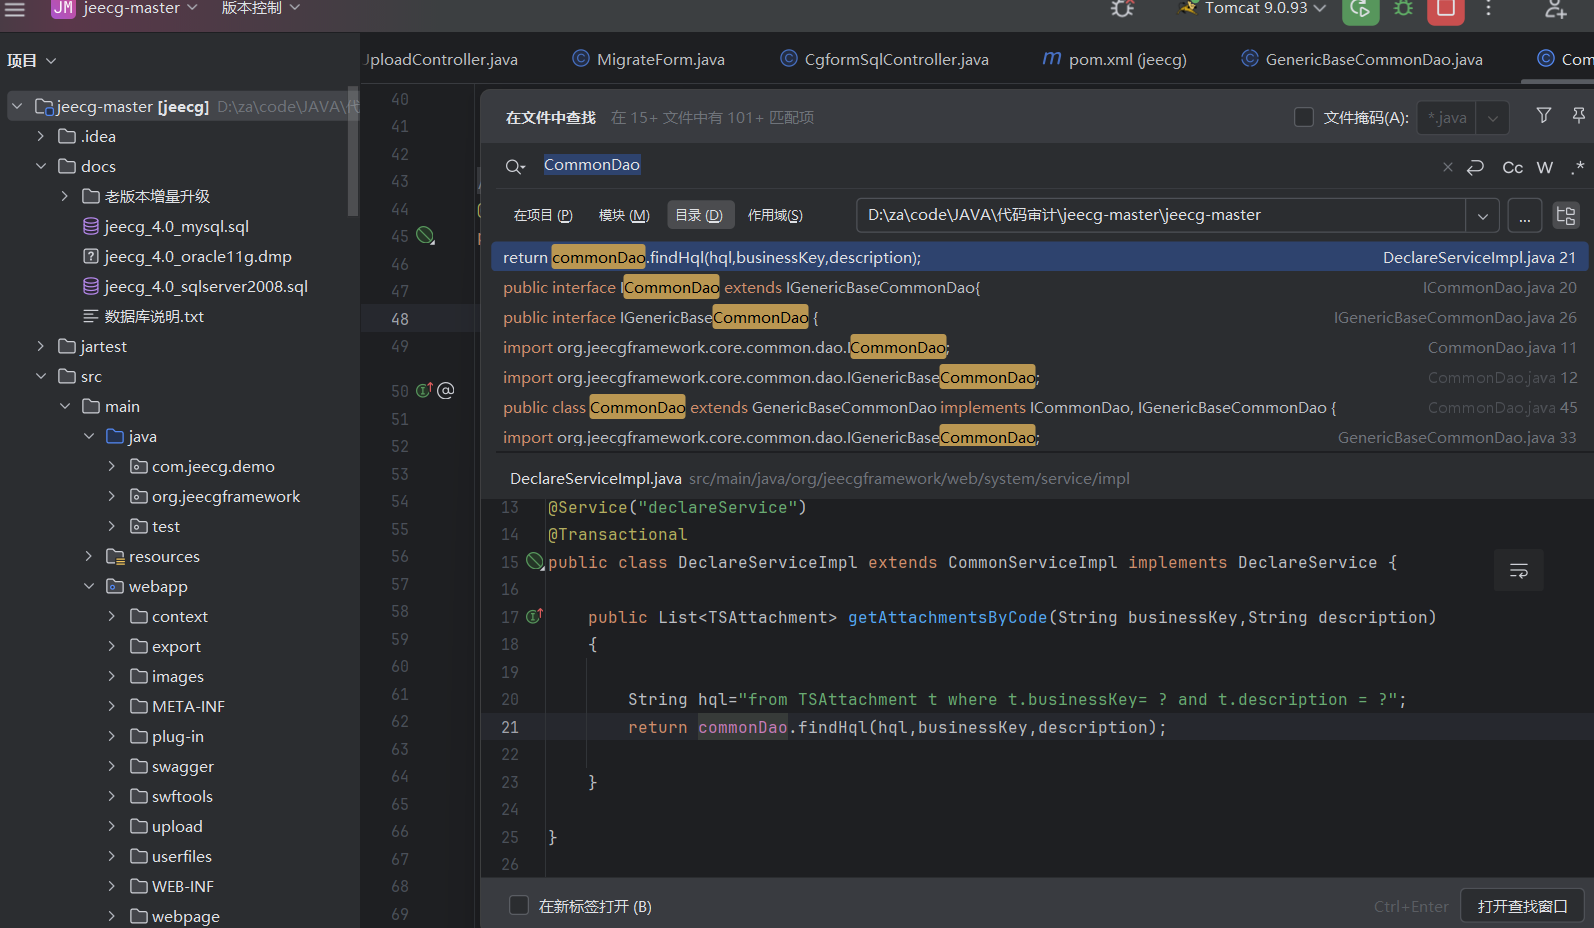 JM jeecg-master 版本控制 Tomcat 9.0.93
项目
UploadController.java MigrateForm.java CgformSqlController.java pom.xml (jeecg) GenericBaseCommonDao.java Com
jeecg-master [jeecg] D:\za\code\JAVA\代
.idea
docs
老版本增量升级
jeecg_4.0_mysql.sql
jeecg_4.0_oracle11g.dmp
jeecg_4.0_sqlserver2008.sql
数据库说明.txt
jartest
src
main
java
com.jeecg.demo
org.jeecgframework
test
resources
webapp
context
export
images
META-INF
plug-in
swagger
swftools
upload
userfiles
WEB-INF
webpage
40
41
42
43
44
45
46
47
48
49
50 @
51
52
53
54
55
56
57
58
59
60
61
62
63
64
65
66
67
68
69
在文件中查找 在 15+ 文件中有 101+ 匹配项 文件掩码(A): *.java
CommonDao Cc W .*
在项目 (P) 模块 (M) 目录 (D) 作用域(S) D:\za\code\JAVA\代码审计\jeecg-master\jeecg-master ...
return commonDao.findHql(hql,businessKey,description); DeclareServiceImpl.java 21
public interface ICommonDao extends IGenericBaseCommonDao{ ICommonDao.java 20
public interface IGenericBaseCommonDao { IGenericBaseCommonDao.java 26
import org.jeecgframework.core.common.dao.ICommonDao; CommonDao.java 11
import org.jeecgframework.core.common.dao.IGenericBaseCommonDao; CommonDao.java 12
public class CommonDao extends GenericBaseCommonDao implements ICommonDao, IGenericBaseCommonDao { CommonDao.java 45
import org.jeecgframework.core.common.dao.IGenericBaseCommonDao; GenericBaseCommonDao.java 33
DeclareServiceImpl.java src/main/java/org/jeecgframework/web/system/service/impl
13 @Service("declareService")
14 @Transactional
15 public class DeclareServiceImpl extends CommonServiceImpl implements DeclareService {
16
17 public List<TSAttachment> getAttachmentsByCode(String businessKey,String description)
18 {
19
20 String hql="from TSAttachment t where t.businessKey= ? and t.description = ?";
21 return commonDao.findHql(hql,businessKey,description);
22
23 }
24
25 }
26
在新标签打开 (B) Ctrl+Enter 打开查找窗口